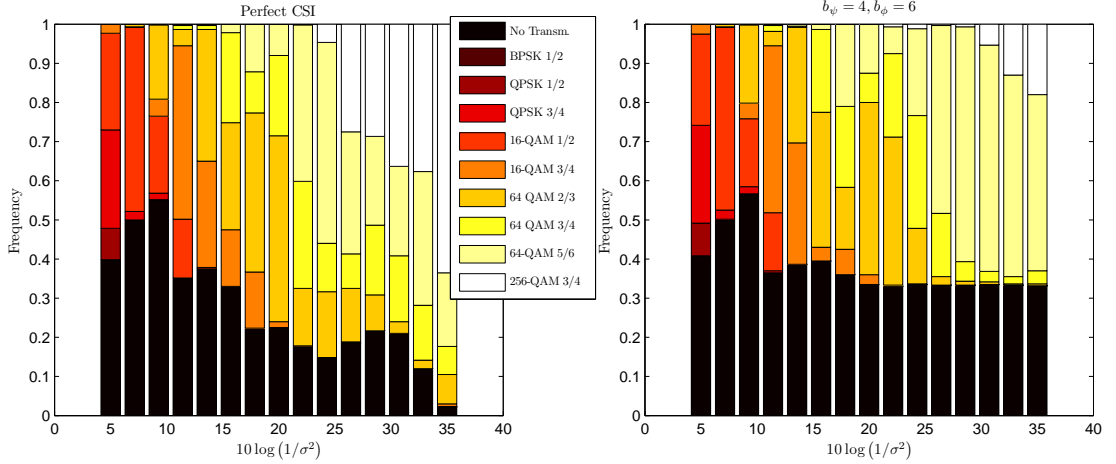 Perfect CSI
1
0.9
0.8
0.7
0.6
0.5
0.4
0.3
0.2
0.1
0
Frequency
0 5 10 15 20 25 30 35 40
10 log (1/σ²)
No Transm.
BPSK 1/2
QPSK 1/2
QPSK 3/4
16-QAM 1/2
16-QAM 3/4
64 QAM 2/3
64 QAM 3/4
64-QAM 5/6
256-QAM 3/4
b_ψ = 4, b_ϕ = 6
1
0.9
0.8
0.7
0.6
0.5
0.4
0.3
0.2
0.1
0
Frequency
0 5 10 15 20 25 30 35 40
10 log (1/σ²)